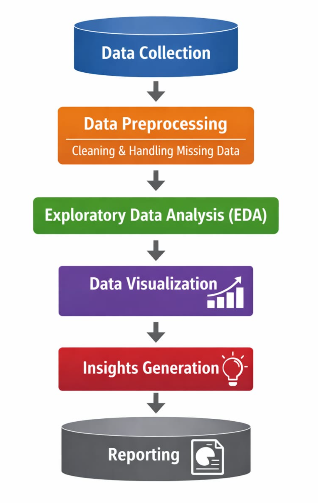 Data Collection
Data Preprocessing
Cleaning & Handling Missing Data
Exploratory Data Analysis (EDA)
Data Visualization
Insights Generation
Reporting